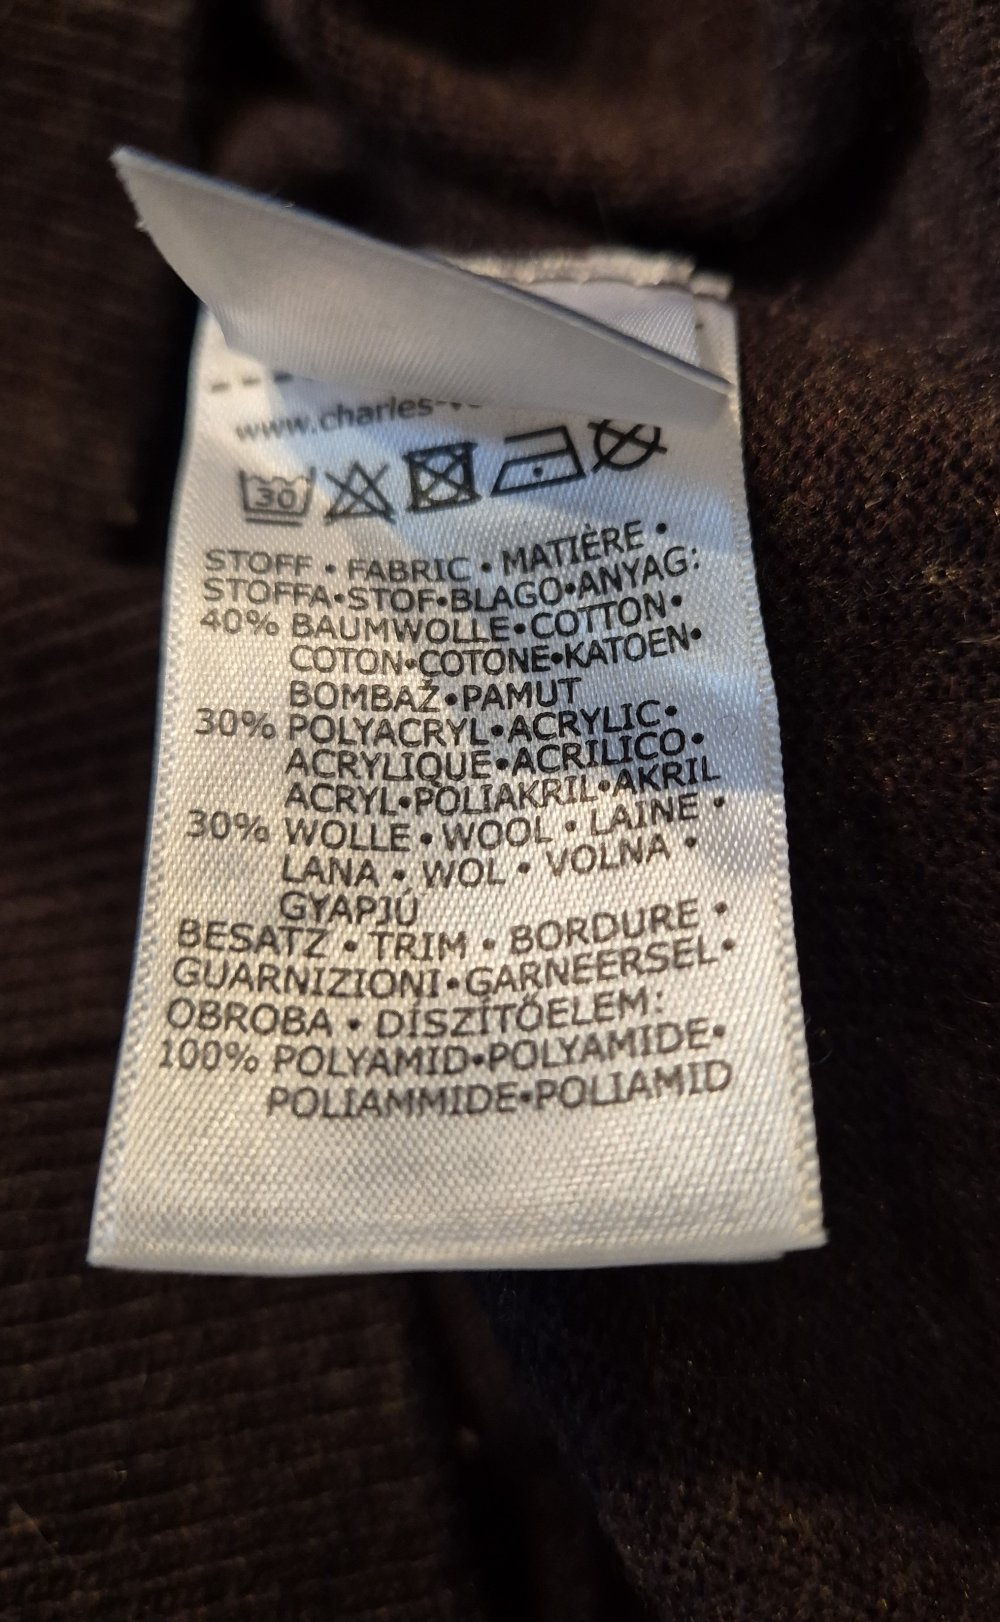 www.charles-
30
STOFF • FABRIC • MATIÈRE •
STOFFA•STOF•BLAGO•ANYAG:
40% BAUMWOLLE•COTTON•
COTON•COTONE•KATOEN•
BOMBAŽ•PAMUT
30% POLYACRYL•ACRYLIC•
ACRYLIQUE•ACRILICO•
ACRYL•POLIAKRIL•AKRIL
30% WOLLE • WOOL • LAINE •
LANA • WOL • VOLNA •
GYAPJÚ
BESATZ • TRIM • BORDURE •
GUARNIZIONI•GARNEERSEL•
OBROBA • DÍSZÍTŐELEM:
100% POLYAMID•POLYAMIDE•
POLIAMMIDE•POLIAMID